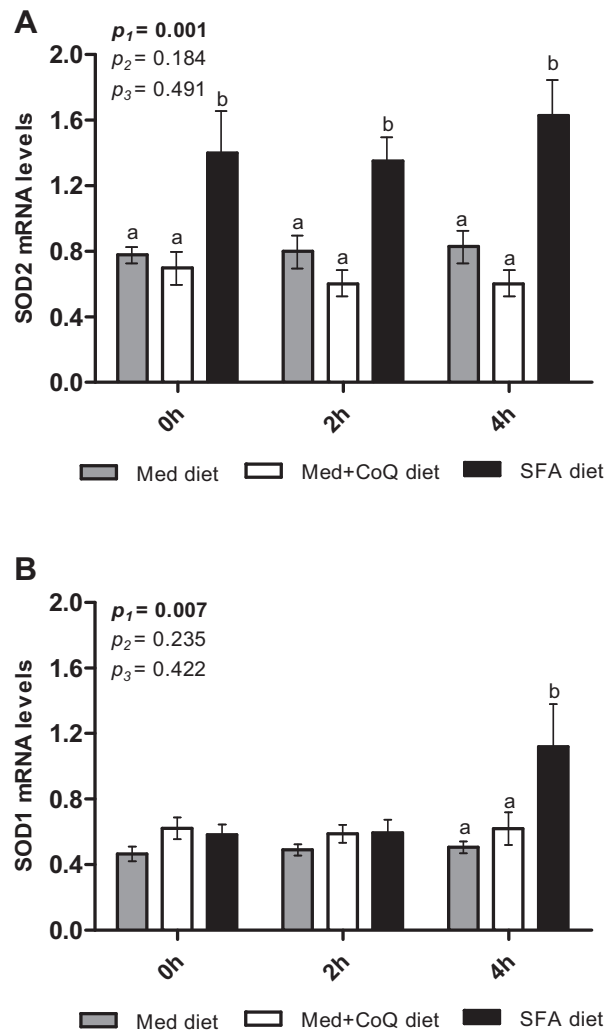 A
p1= 0.001
p2= 0.184
p3= 0.491
SOD2 mRNA levels
2.0
1.6
1.2
0.8
0.4
0.0
a
a
b
a
a
b
a
a
b
0h
2h
4h
Med diet Med+CoQ diet SFA diet
B
p1= 0.007
p2= 0.235
p3= 0.422
SOD1 mRNA levels
2.0
1.6
1.2
0.8
0.4
0.0
a
a
b
0h
2h
4h
Med diet Med+CoQ diet SFA diet